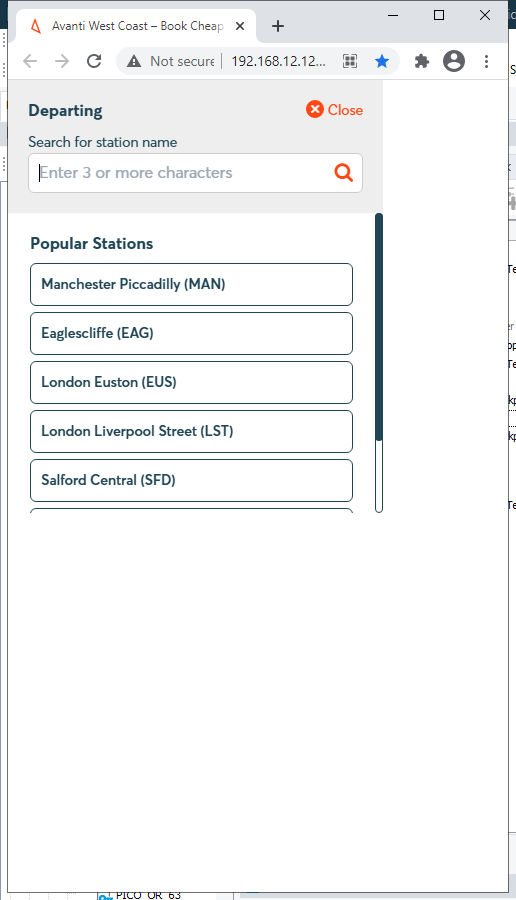 Avanti West Coast – Book Cheap
Not secure
192.168.12.12...
Departing
Close
Search for station name
Enter 3 or more characters
Popular Stations
Manchester Piccadilly (MAN)
Eaglescliffe (EAG)
London Euston (EUS)
London Liverpool Street (LST)
Salford Central (SFD)
PICO_OR_63